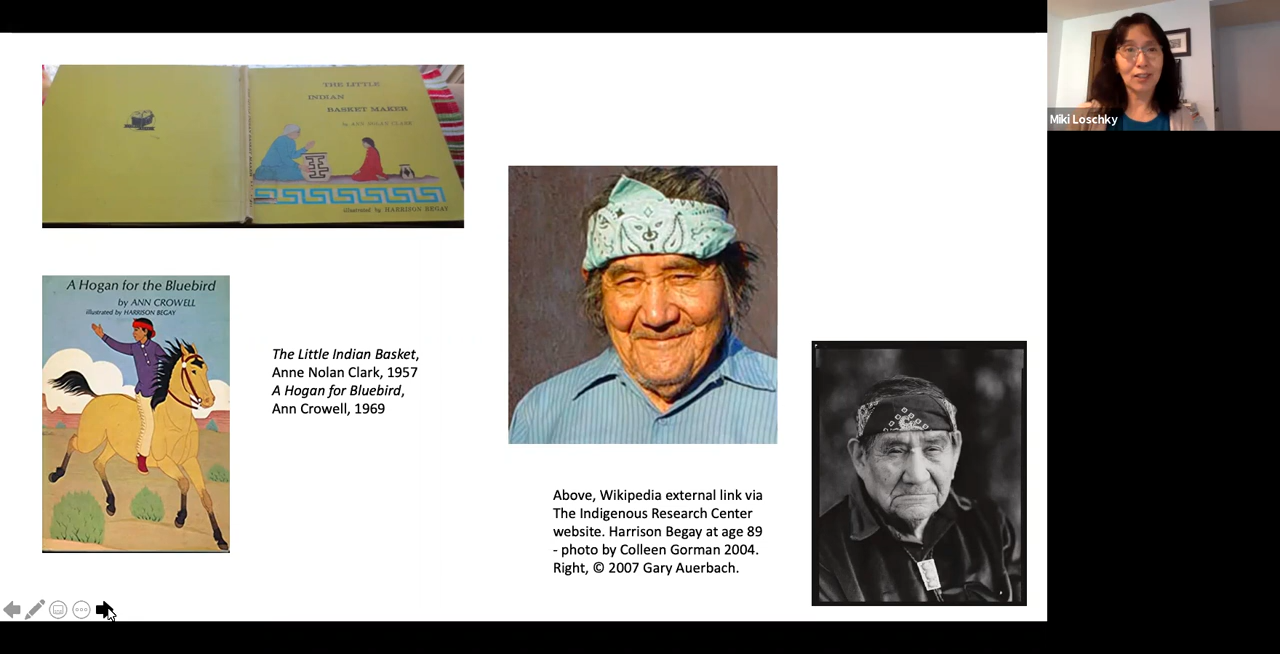 THE LITTLE
INDIAN
BASKET MAKER
by ANN NOLAN CLARK
illustrated by HARRISON BEGAY
A Hogan for the Bluebird
by ANN CROWELL
illustrated by HARRISON BEGAY
The Little Indian Basket,
Anne Nolan Clark, 1957
A Hogan for Bluebird,
Ann Crowell, 1969
Above, Wikipedia external link via
The Indigenous Research Center
website. Harrison Begay at age 89
- photo by Colleen Gorman 2004.
Right, © 2007 Gary Auerbach.
Miki Loschky